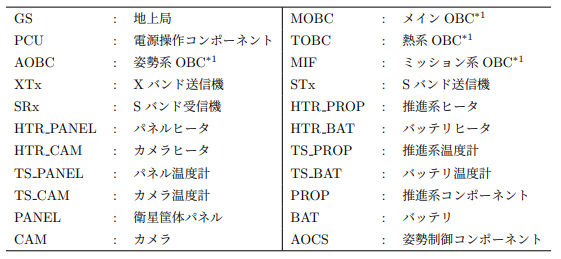 GS : 地上局 MOBC : メイン OBC*1
PCU : 電源操作コンポーネント TOBC : 熱系 OBC*1
AOBC : 姿勢系 OBC*1 MIF : ミッション系 OBC*1
XTx : X バンド送信機 STx : S バンド送信機
SRx : S バンド受信機 HTR_PROP : 推進系ヒータ
HTR_PANEL : パネルヒータ HTR_BAT : バッテリヒータ
HTR_CAM : カメラヒータ TS_PROP : 推進系温度計
TS_PANEL : パネル温度計 TS_BAT : バッテリ温度計
TS_CAM : カメラ温度計 PROP : 推進系コンポーネント
PANEL : 衛星筐体パネル BAT : バッテリ
CAM : カメラ AOCS : 姿勢制御コンポーネント